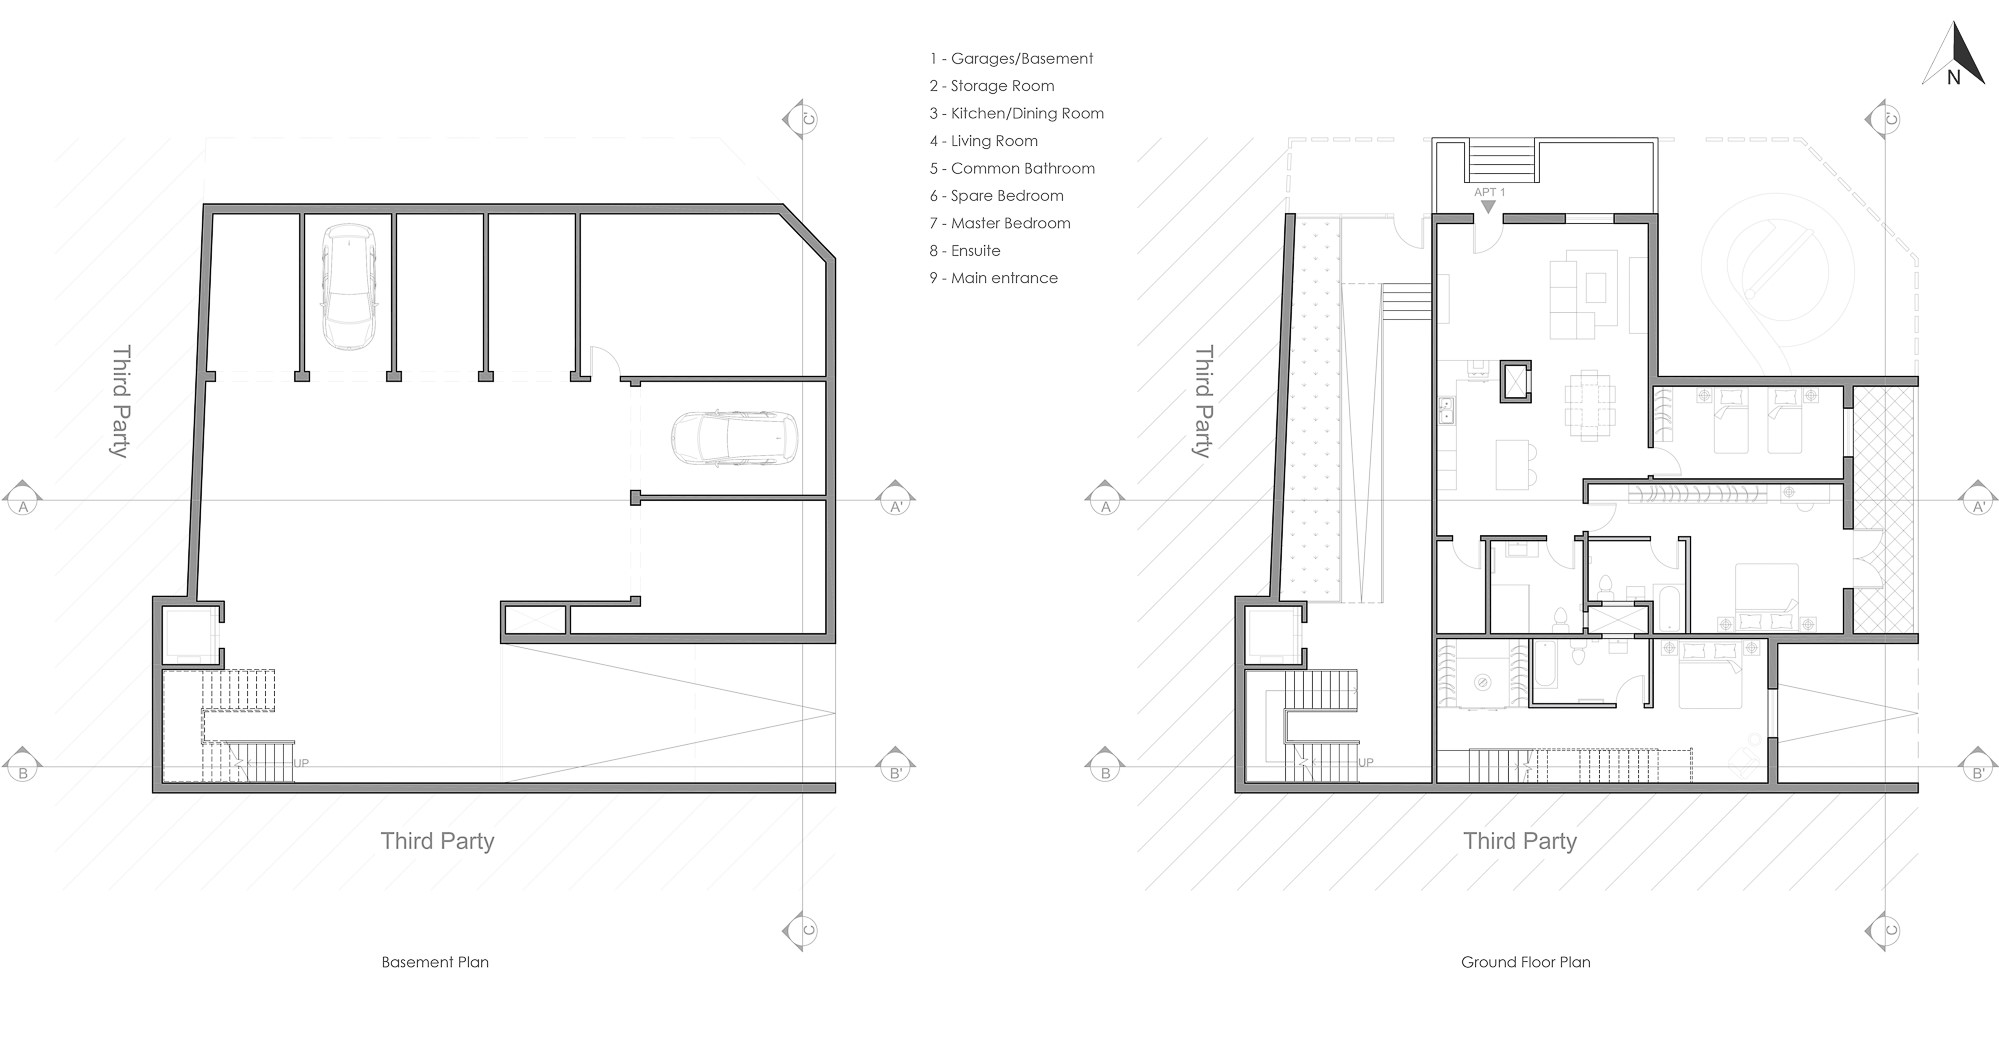 1 - Garages/Basement
2 - Storage Room
3 - Kitchen/Dining Room
4 - Living Room
5 - Common Bathroom
6 - Spare Bedroom
7 - Master Bedroom
8 - Ensuite
9 - Main entrance
N
C'
C'
APT 1
Third Party
Third Party
A
A'
A
A'
UP
UP
B
B'
B
B'
Third Party
Third Party
C
C
Basement Plan
Ground Floor Plan